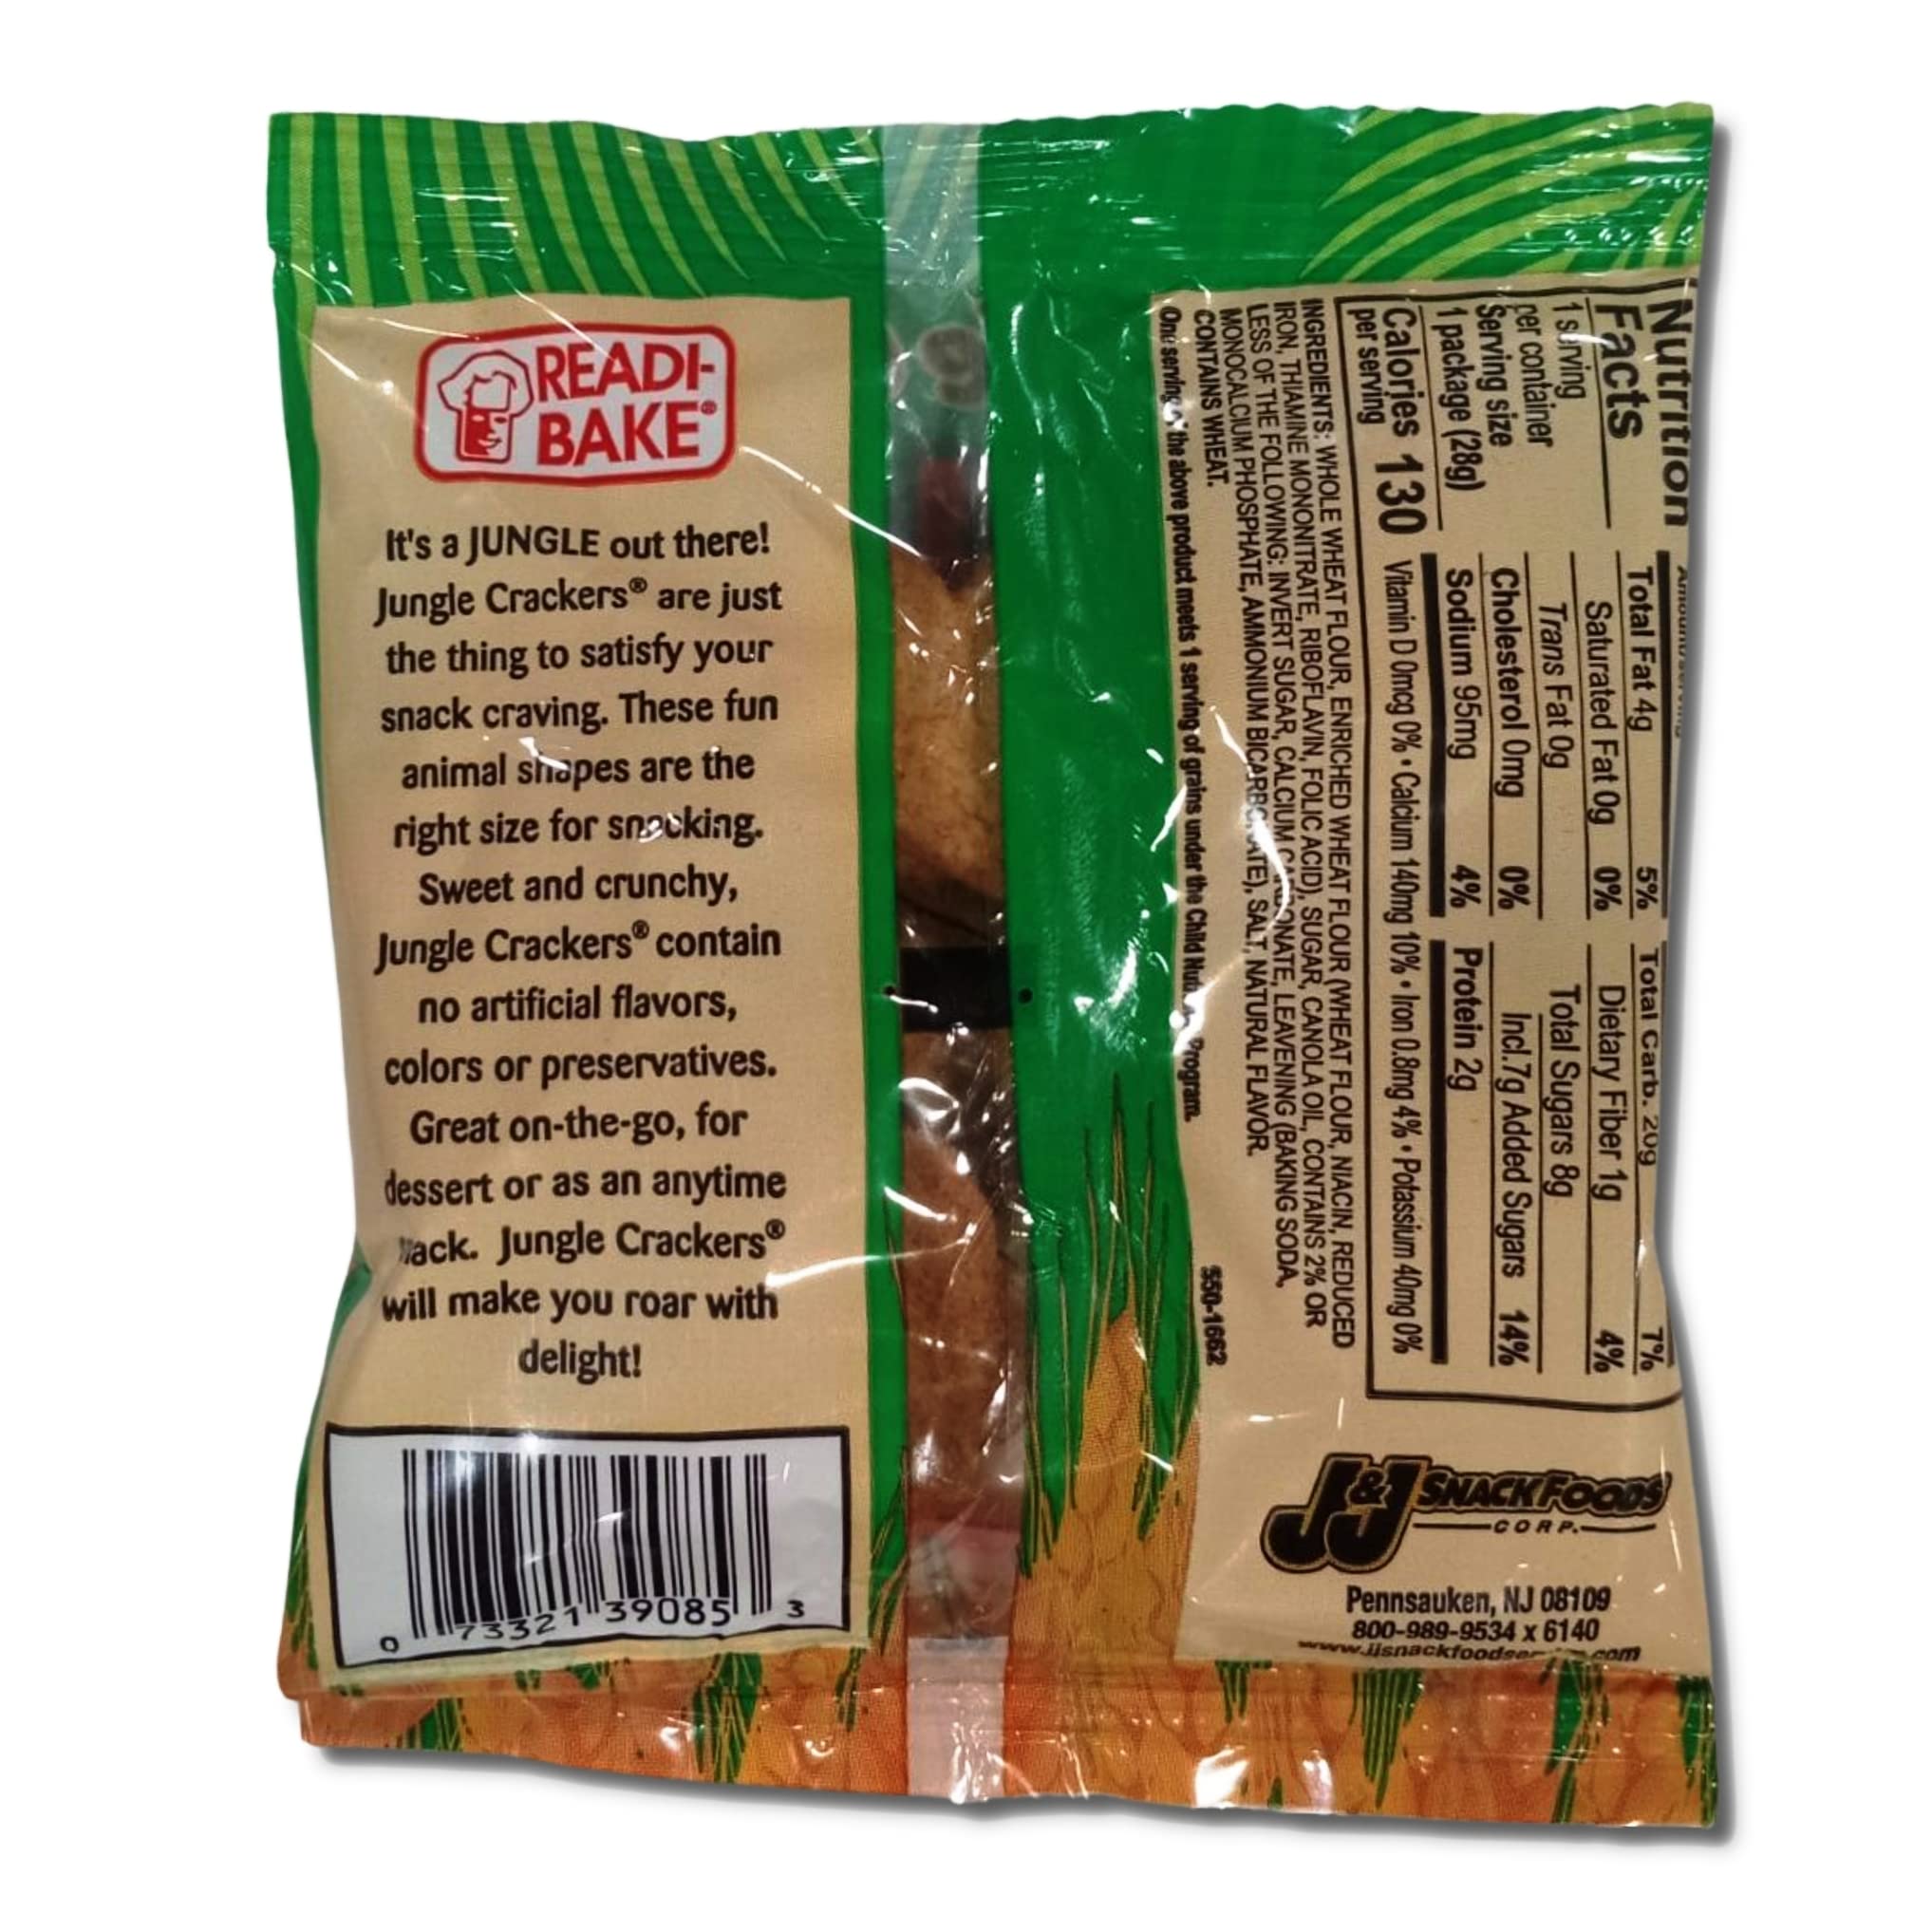 READI-
BAKE®
It's a JUNGLE out there!
Jungle Crackers® are just
the thing to satisfy your
snack craving. These fun
animal shapes are the
right size for snacking.
Sweet and crunchy,
Jungle Crackers® contain
no artificial flavors,
colors or preservatives.
Great on-the-go, for
dessert or as an anytime
will make you roar with
delight!
0 73321 39085 3
Nutrition
Facts
1 serving
per container
Serving size
1 package (28g)
Calories 130
per serving
Total Fat 4g 5%
Saturated Fat 0g 0%
Trans Fat 0g
Cholesterol 0mg 0%
Sodium 95mg 4%
Total Carb. 20g 7%
Dietary Fiber 1g 4%
Total Sugars 8g
Incl. 7g Added Sugars 14%
Protein 2g
Vitamin D 0mcg 0% • Calcium 140mg 10% • Iron 0.8mg 4% • Potassium 40mg 0%
INGREDIENTS: WHOLE WHEAT FLOUR, ENRICHED WHEAT FLOUR (WHEAT FLOUR, NIACIN, REDUCED
IRON, THIAMINE MONONITRATE, RIBOFLAVIN, FOLIC ACID), SUGAR, CANOLA OIL, CONTAINS 2% OR
LESS OF THE FOLLOWING: INVERT SUGAR, CALCIUM CARBONATE, LEAVENING (BAKING SODA,
MONOCALCIUM PHOSPHATE, AMMONIUM BICARBONATE), SALT, NATURAL FLAVOR.
CONTAINS WHEAT.
One serving of the above product meets 1 serving of grains under the Child Program.
550-1662
J&J SNACK FOODS
CORP.
Pennsauken, NJ 08109
800-989-9534 x 6140